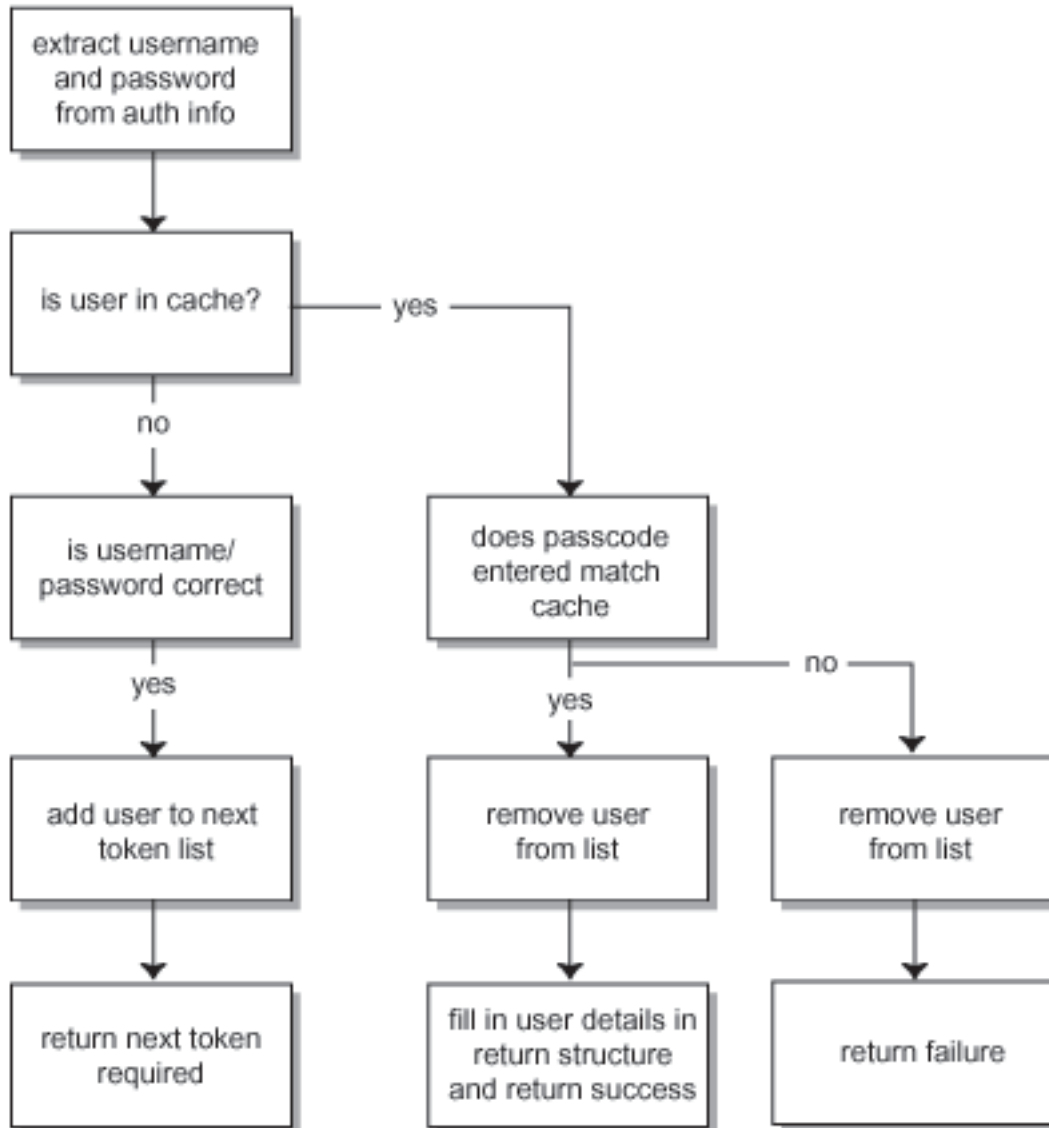 extract username
and password
from auth info
is user in cache?
yes
no
is username/
password correct
does passcode
entered match
cache
yes
yes
no
add user to next
token list
remove user
from list
remove user
from list
return next token
required
fill in user details in
return structure
and return success
return failure